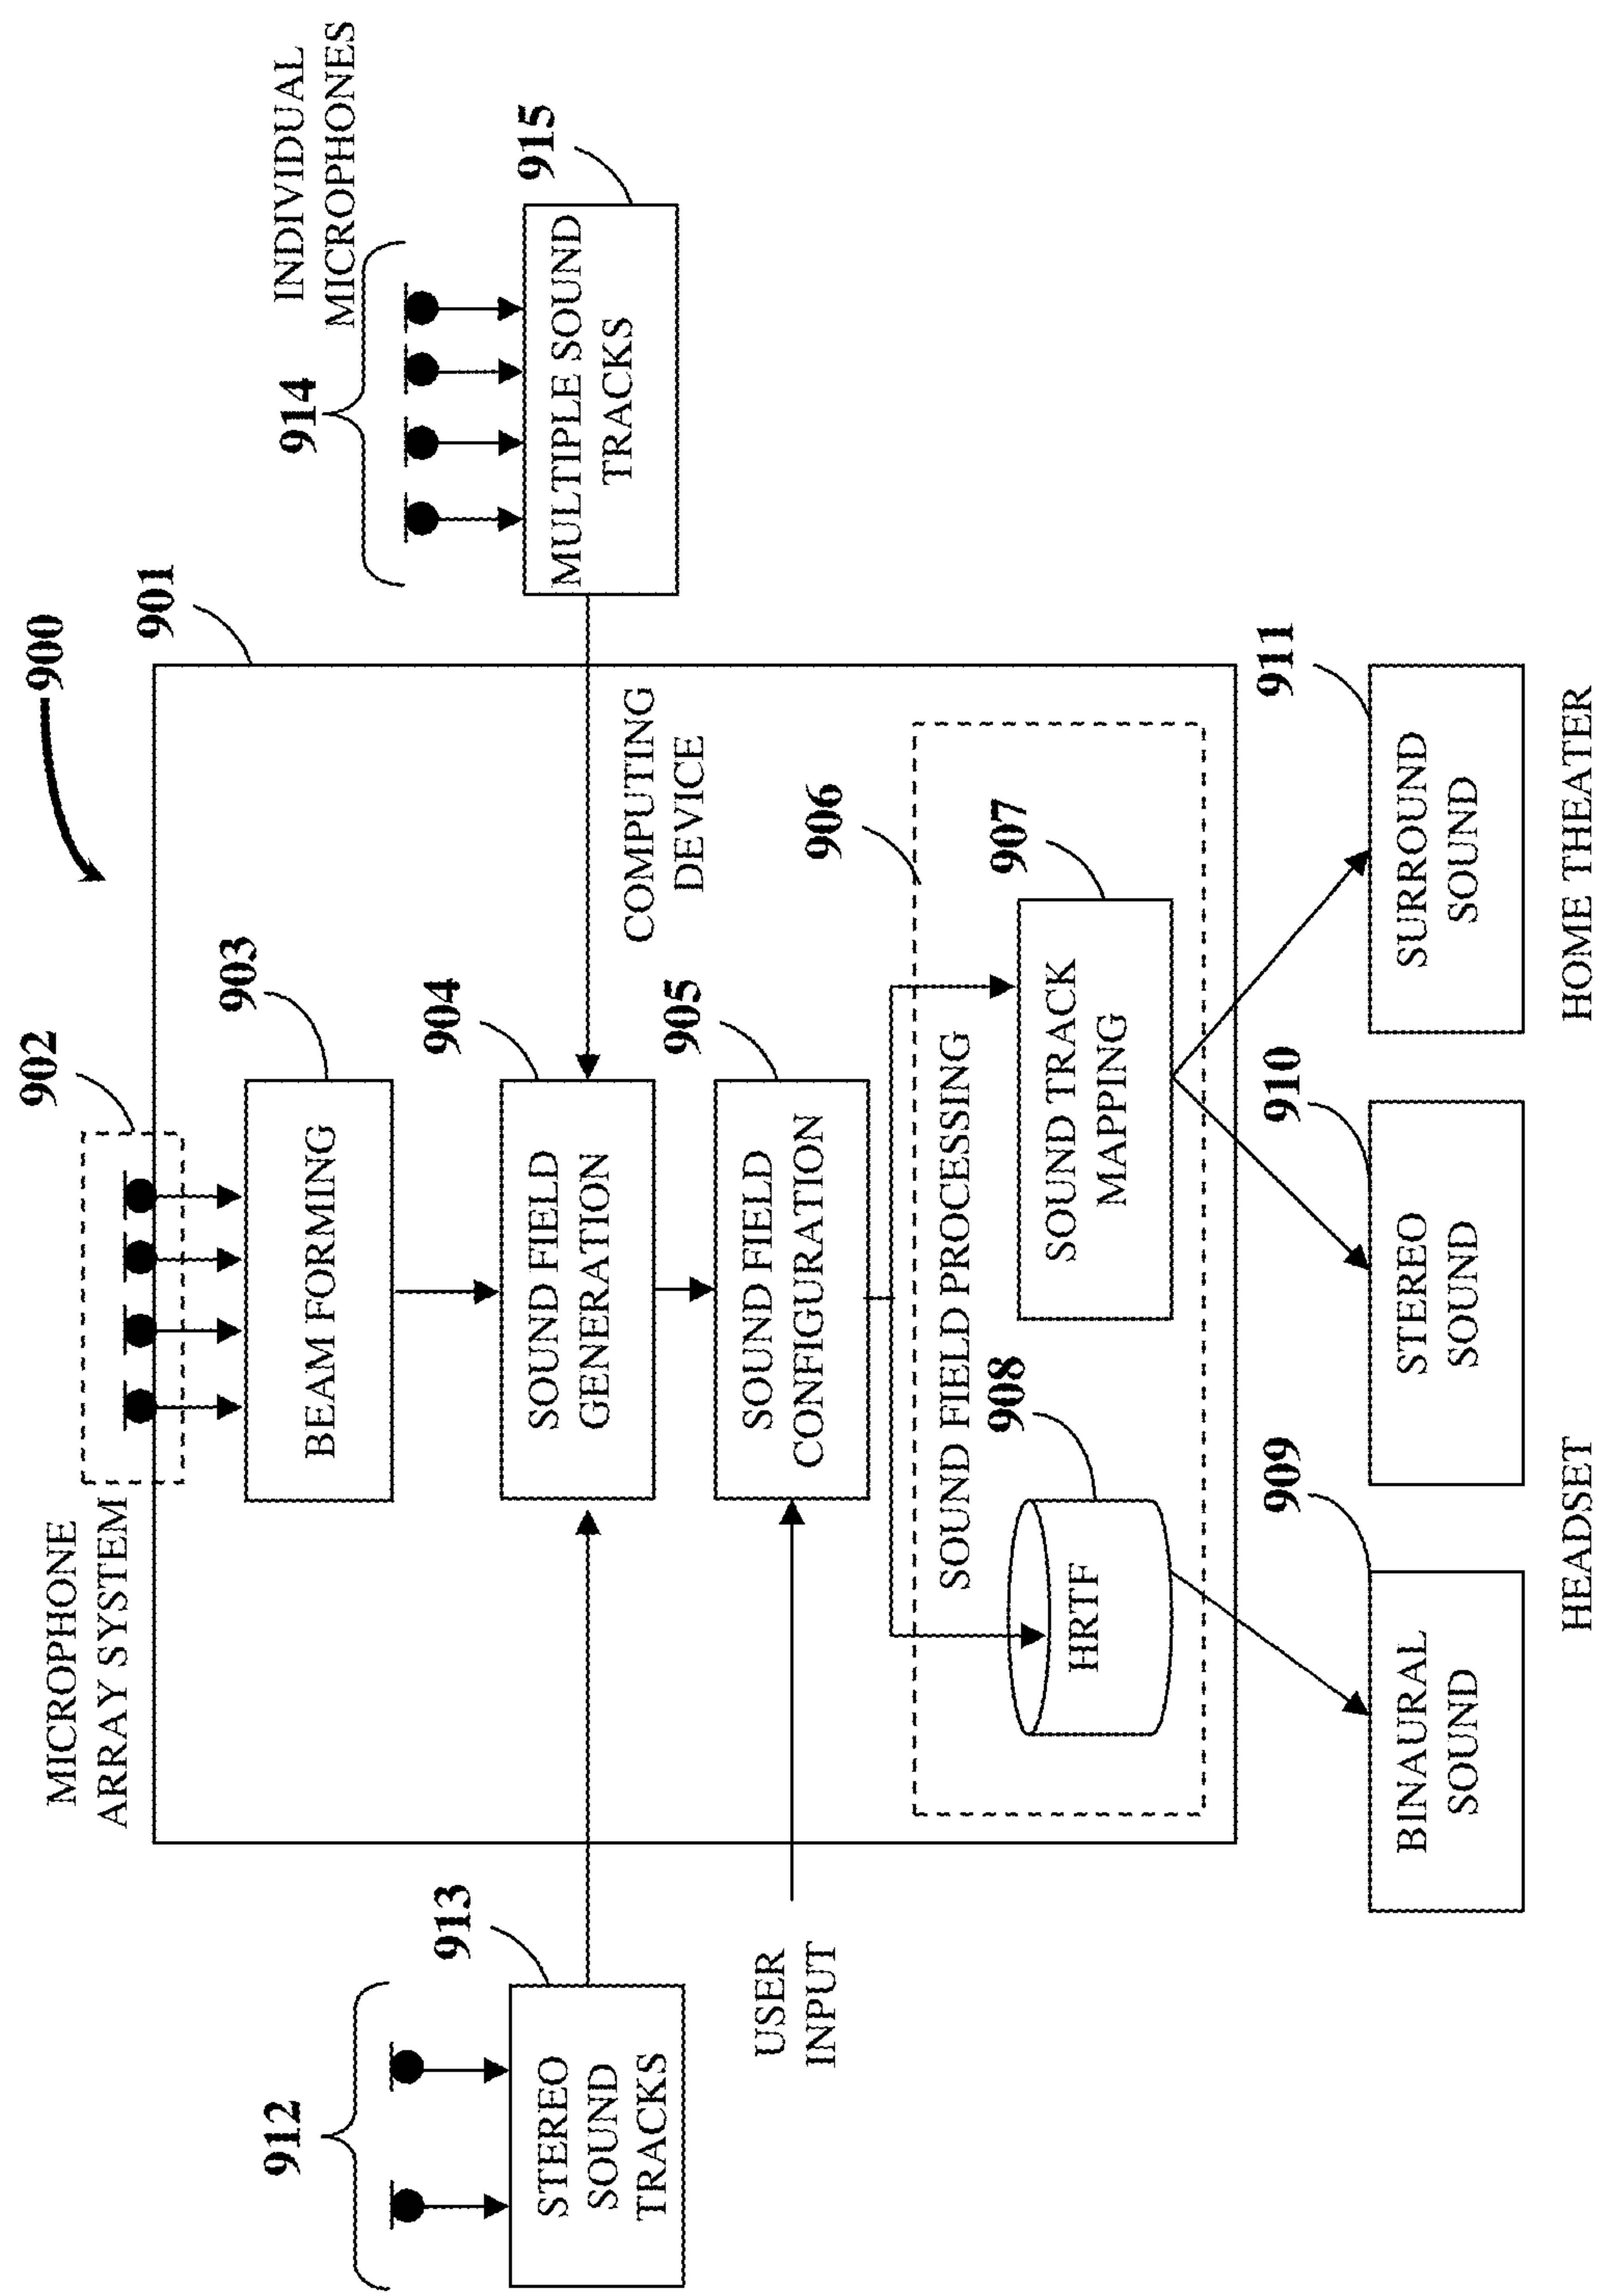 900
902
MICROPHONE
ARRAY SYSTEM
901
903
BEAM FORMING
INDIVIDUAL
MICROPHONES
914
912
913
STEREO
SOUND
TRACKS
904
SOUND FIELD
GENERATION
915
MULTIPLE SOUND
TRACKS
COMPUTING
DEVICE
USER
INPUT
905
SOUND FIELD
CONFIGURATION
906
SOUND FIELD PROCESSING
908
HRTF
907
SOUND TRACK
MAPPING
909
BINAURAL
SOUND
910
STEREO
SOUND
911
SURROUND
SOUND
HEADSET
HOME THEATER